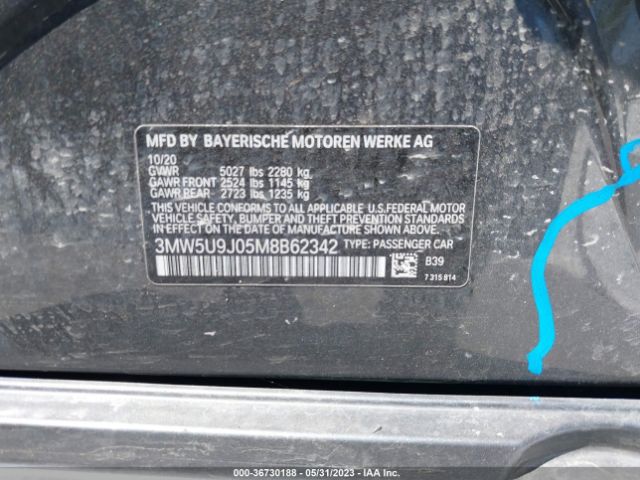 MFD BY BAYERISCHE MOTOREN WERKE AG
10/20
GVWR 5027 lbs 2280 kg
GAWR FRONT 2524 lbs 1145 kg
GAWR REAR 2723 lbs 1235 kg
THIS VEHICLE CONFORMS TO ALL APPLICABLE U.S.FEDERAL MOTOR
VEHICLE SAFETY, BUMPER AND THEFT PREVENTION STANDARDS
IN EFFECT ON THE DATE OF MANUFACTURE SHOWN ABOVE.
3MW5U9J05M8B62342 TYPE: PASSENGER CAR
B39
7 315 814
000-36730188 - 05/31/2023 - IAA Inc.